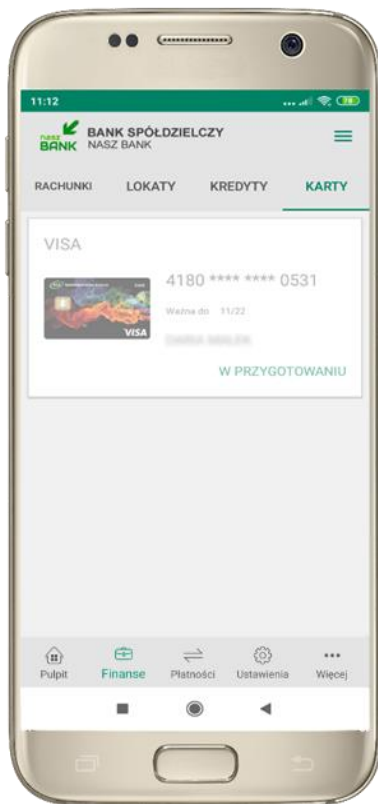 11:12
78
nasz BANK
BANK SPÓŁDZIELCZY
NASZ BANK
RACHUNKI LOKATY KREDYTY KARTY
VISA
4180 **** **** 0531
VISA
Ważna do 11/22
W PRZYGOTOWANIU
Pulpit Finanse Płatności Ustawienia Więcej